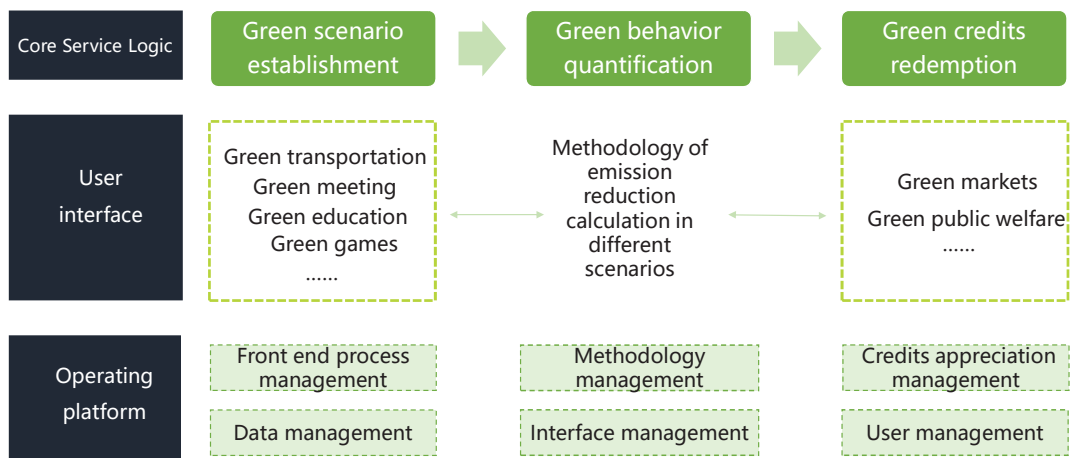 Core Service Logic
Green scenario
establishment
Green behavior
quantification
Green credits
redemption
User
interface
Green transportation
Green meeting
Green education
Green games
......
Methodology of
emission
reduction
calculation in
different
scenarios
Green markets
Green public welfare
......
Operating
platform
Front end process
management
Methodology
management
Credits appreciation
management
Data management
Interface management
User management